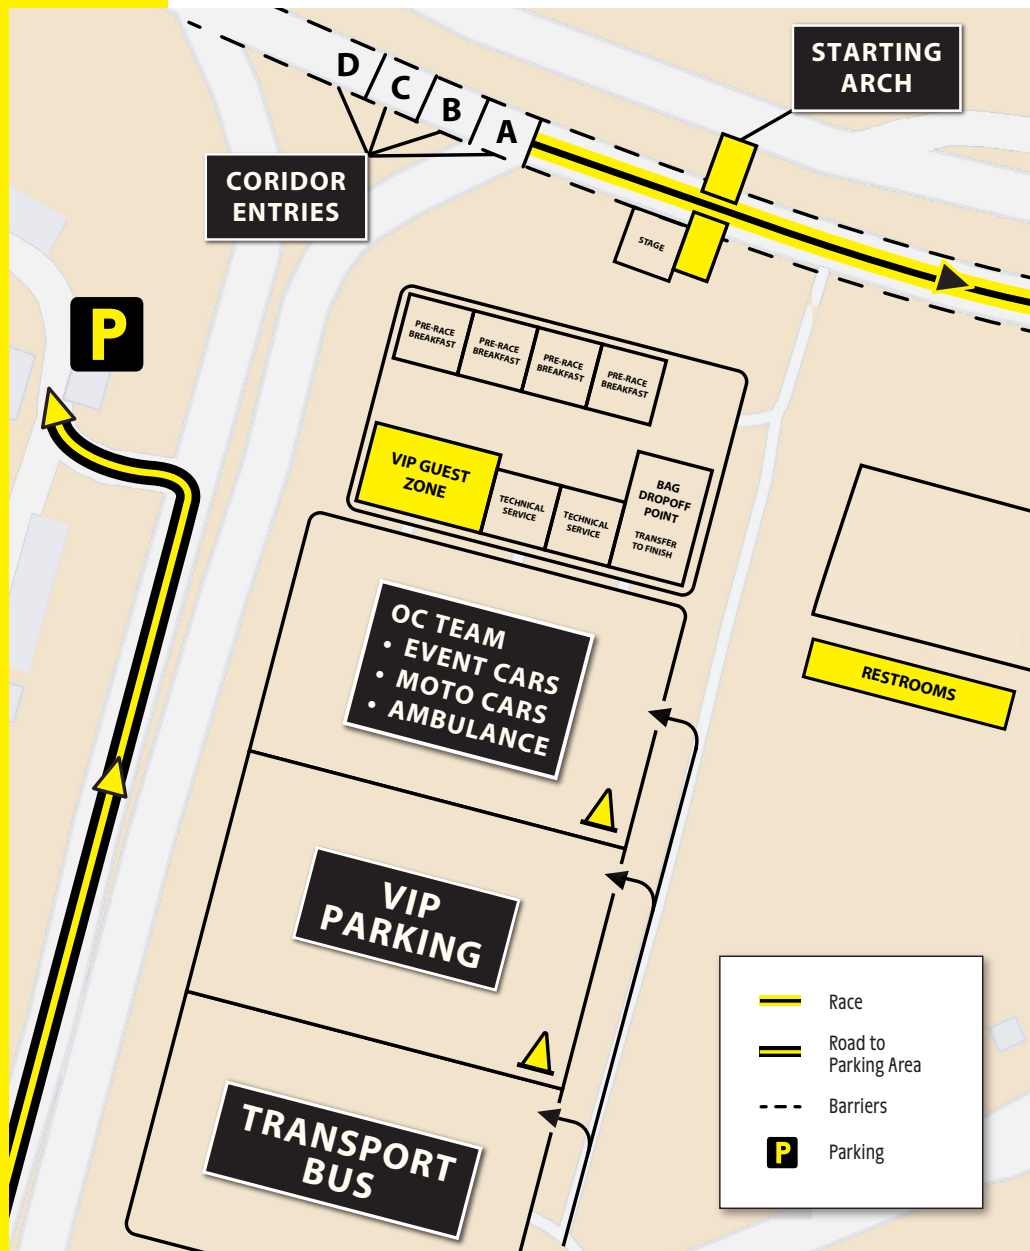 STARTING
ARCH
D
C
B
A
CORIDOR
ENTRIES
STAGE
P
PRE-RACE
BREAKFAST
PRE-RACE
BREAKFAST
PRE-RACE
BREAKFAST
PRE-RACE
BREAKFAST
VIP GUEST
ZONE
TECHNICAL
SERVICE
TECHNICAL
SERVICE
BAG
DROPOFF
POINT
TRANSFER
TO FINISH
OC TEAM
• EVENT CARS
• MOTO CARS
• AMBULANCE
RESTROOMS
VIP
PARKING
TRANSPORT
BUS
Race
Road to
Parking Area
Barriers
P Parking